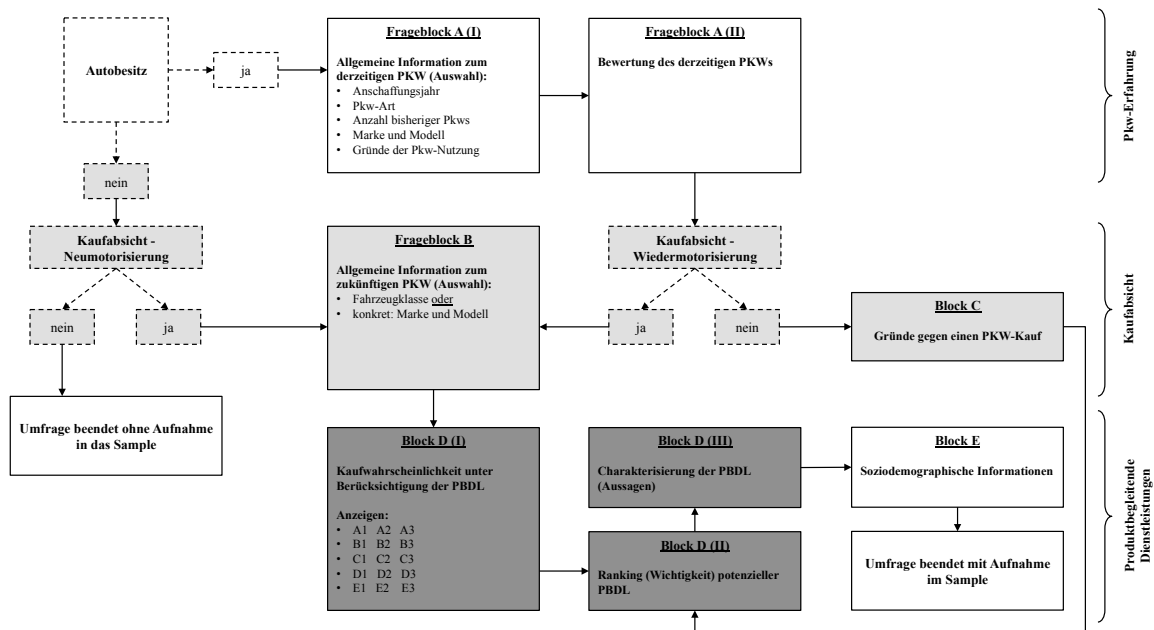 Autobesitz
ja
Frageblock A (I)
Allgemeine Information zum
derzeitigen PKW (Auswahl):
• Anschaffungsjahr
• Pkw-Art
• Anzahl bisheriger Pkws
• Marke und Modell
• Gründe der Pkw-Nutzung
Frageblock A (II)
Bewertung des derzeitigen PKWs
Pkw-Erfahrung
nein
Kaufabsicht -
Neumotorisierung
nein
ja
Frageblock B
Allgemeine Information zum
zukünftigen PKW (Auswahl):
• Fahrzeugklasse oder
• konkret: Marke und Modell
Kaufabsicht -
Wiedermotorisierung
ja
nein
Block C
Gründe gegen einen PKW-Kauf
Kaufabsicht
Umfrage beendet ohne Aufnahme
in das Sample
Block D (I)
Kaufwahrscheinlichkeit unter
Berücksichtigung der PBDL
Anzeigen:
• A1 A2 A3
• B1 B2 B3
• C1 C2 C3
• D1 D2 D3
• E1 E2 E3
Block D (III)
Charakterisierung der PBDL
(Aussagen)
Block D (II)
Ranking (Wichtigkeit) potenzieller
PBDL
Block E
Soziodemographische Informationen
Umfrage beendet mit Aufnahme
im Sample
Produktbegleitende
Dienstleistungen